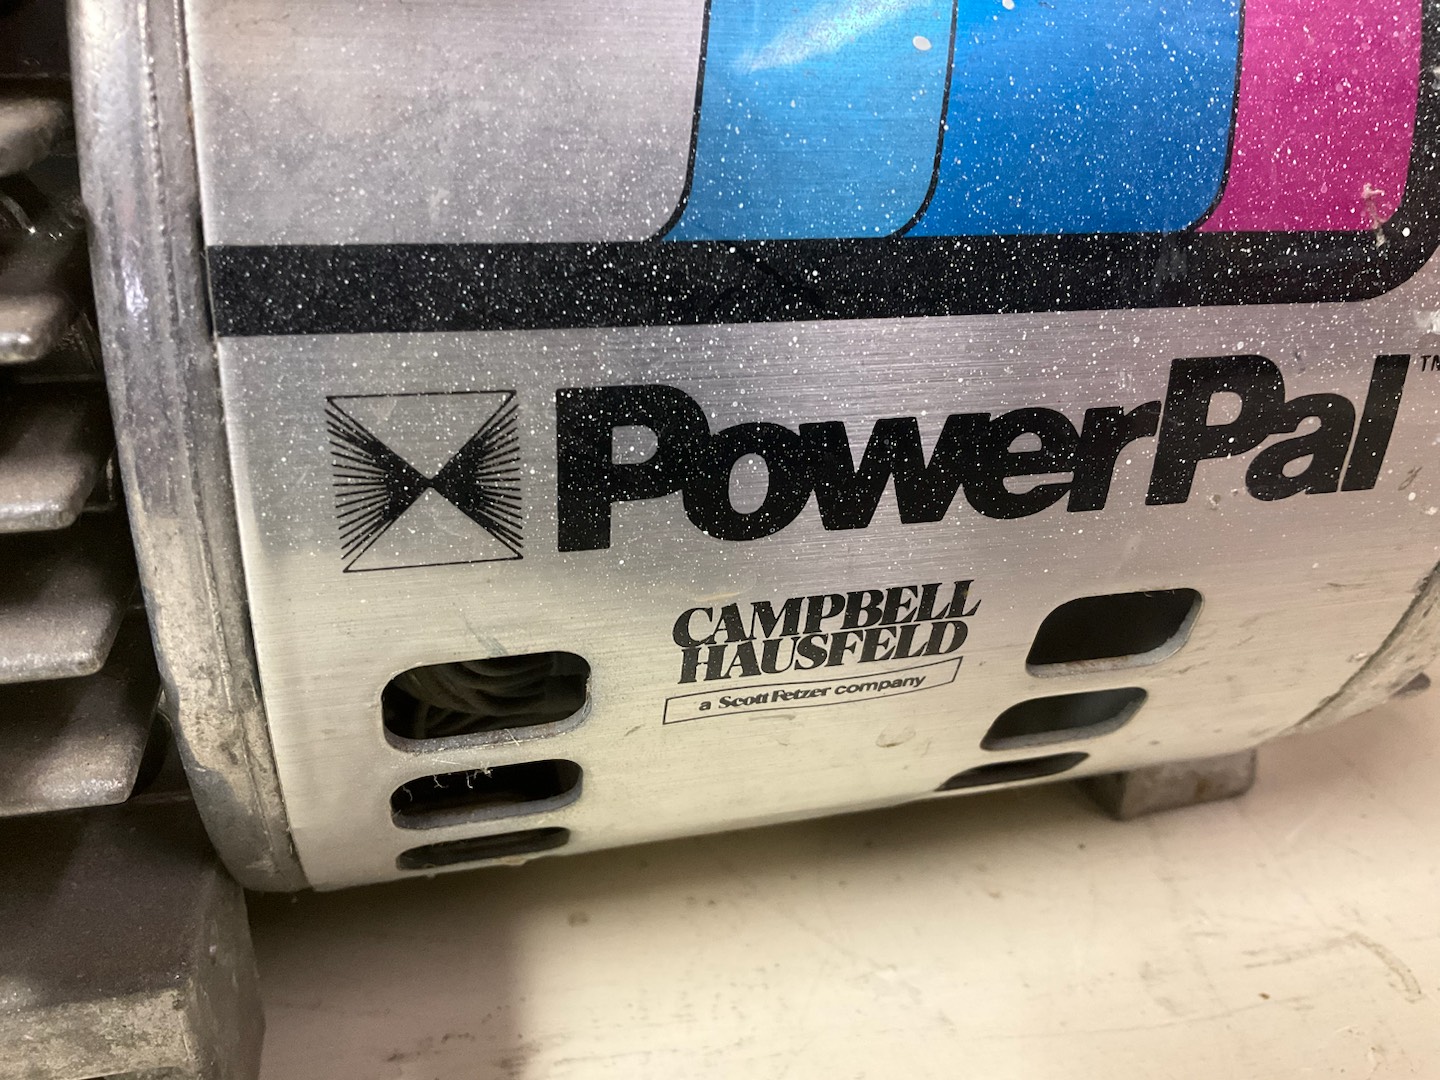 PowerPal™
CAMPBELL
HAUSFELD
a Scott Fetzer company